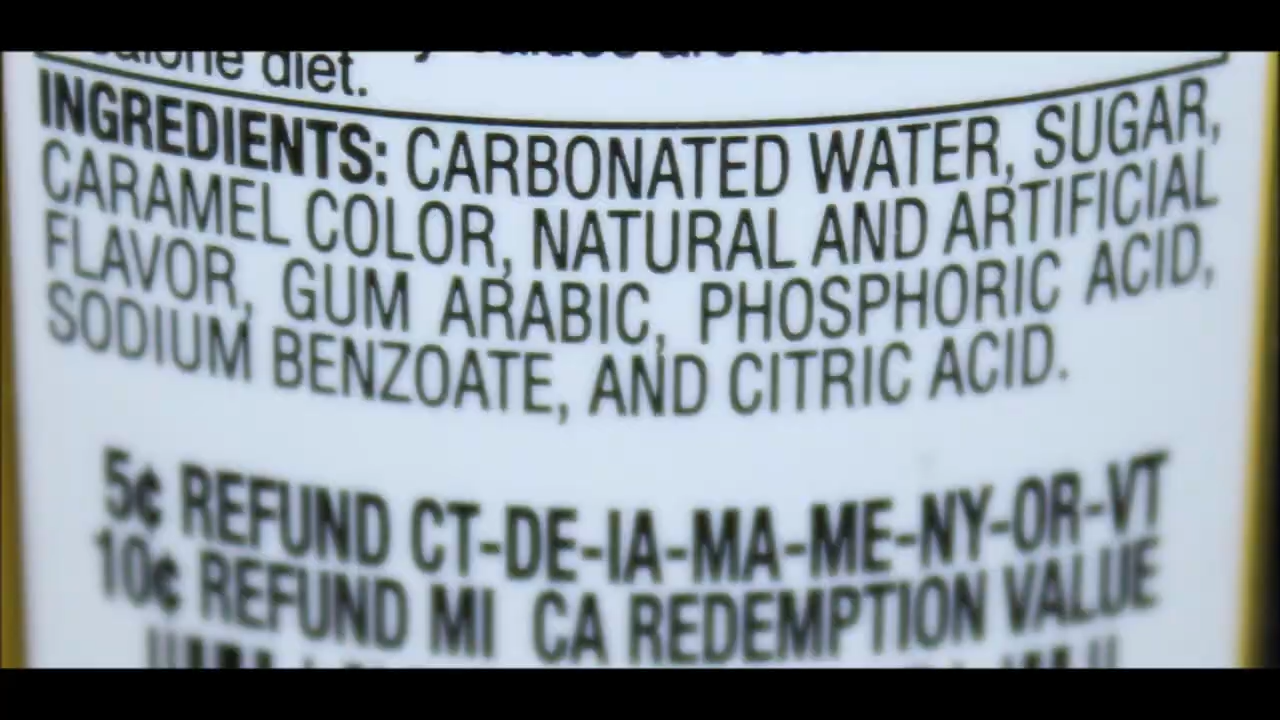 calorie diet.
INGREDIENTS: CARBONATED WATER, SUGAR,
CARAMEL COLOR, NATURAL AND ARTIFICIAL
FLAVOR, GUM ARABIC, PHOSPHORIC ACID,
SODIUM BENZOATE, AND CITRIC ACID.
5¢ REFUND CT-DE-IA-MA-ME-NY-OR-VT
10¢ REFUND MI CA REDEMPTION VALUE